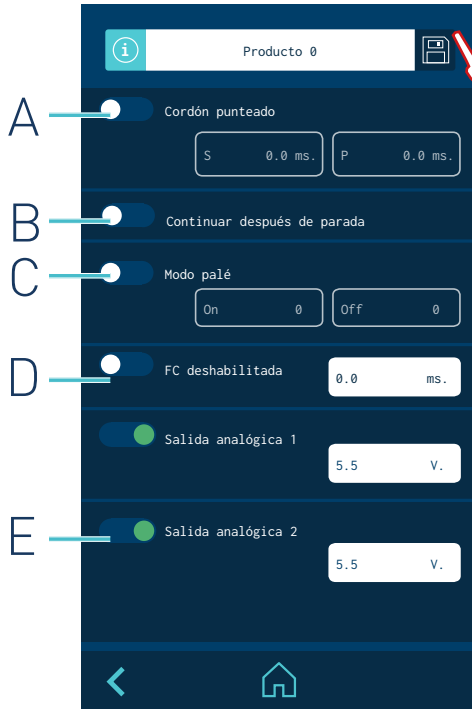 i
Producto 0
A
Cordón punteado
S 0.0 ms. P 0.0 ms.
B
Continuar después de parada
C
Modo palé
On 0 Off 0
D
FC deshabilitada
0.0 ms.
Salida analógica 1
5.5 V.
E
Salida analógica 2
5.5 V.